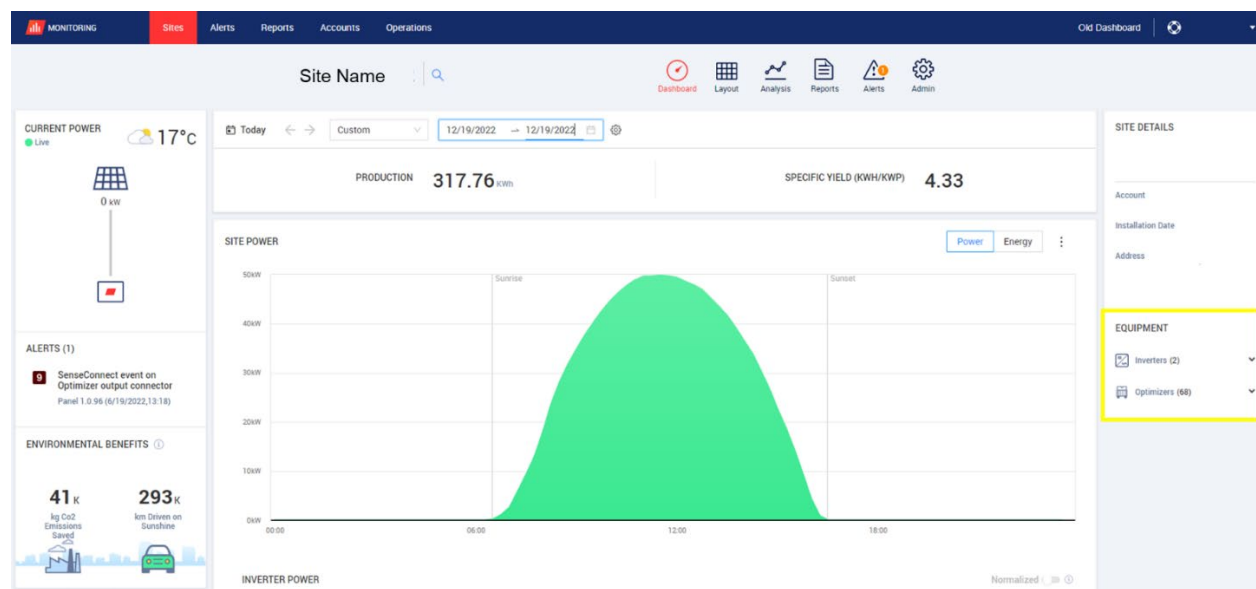 MONITORING Sites Alerts Reports Accounts Operations Old Dashboard
Site Name
Dashboard Layout Analysis Reports Alerts Admin
CURRENT POWER
Live
17°c
0 kW
ALERTS (1)
9 SenseConnect event on
Optimizer output connector
Panel 1.0.96 (6/19/2022,13:18)
ENVIRONMENTAL BENEFITS
41 K
kg Co2
Emissions
Saved
293 K
km Driven on
Sunshine
Today Custom 12/19/2022 → 12/19/2022
PRODUCTION 317.76 KWh
SPECIFIC YIELD (KWH/KWP) 4.33
SITE POWER
Power Energy
50kW
40kW
30kW
20kW
10kW
0kW
Sunrise Sunset
00:00 06:00 12:00 18:00
INVERTER POWER
Normalized
SITE DETAILS
Account
Installation Date
Address
EQUIPMENT
Inverters (2)
Optimizers (68)